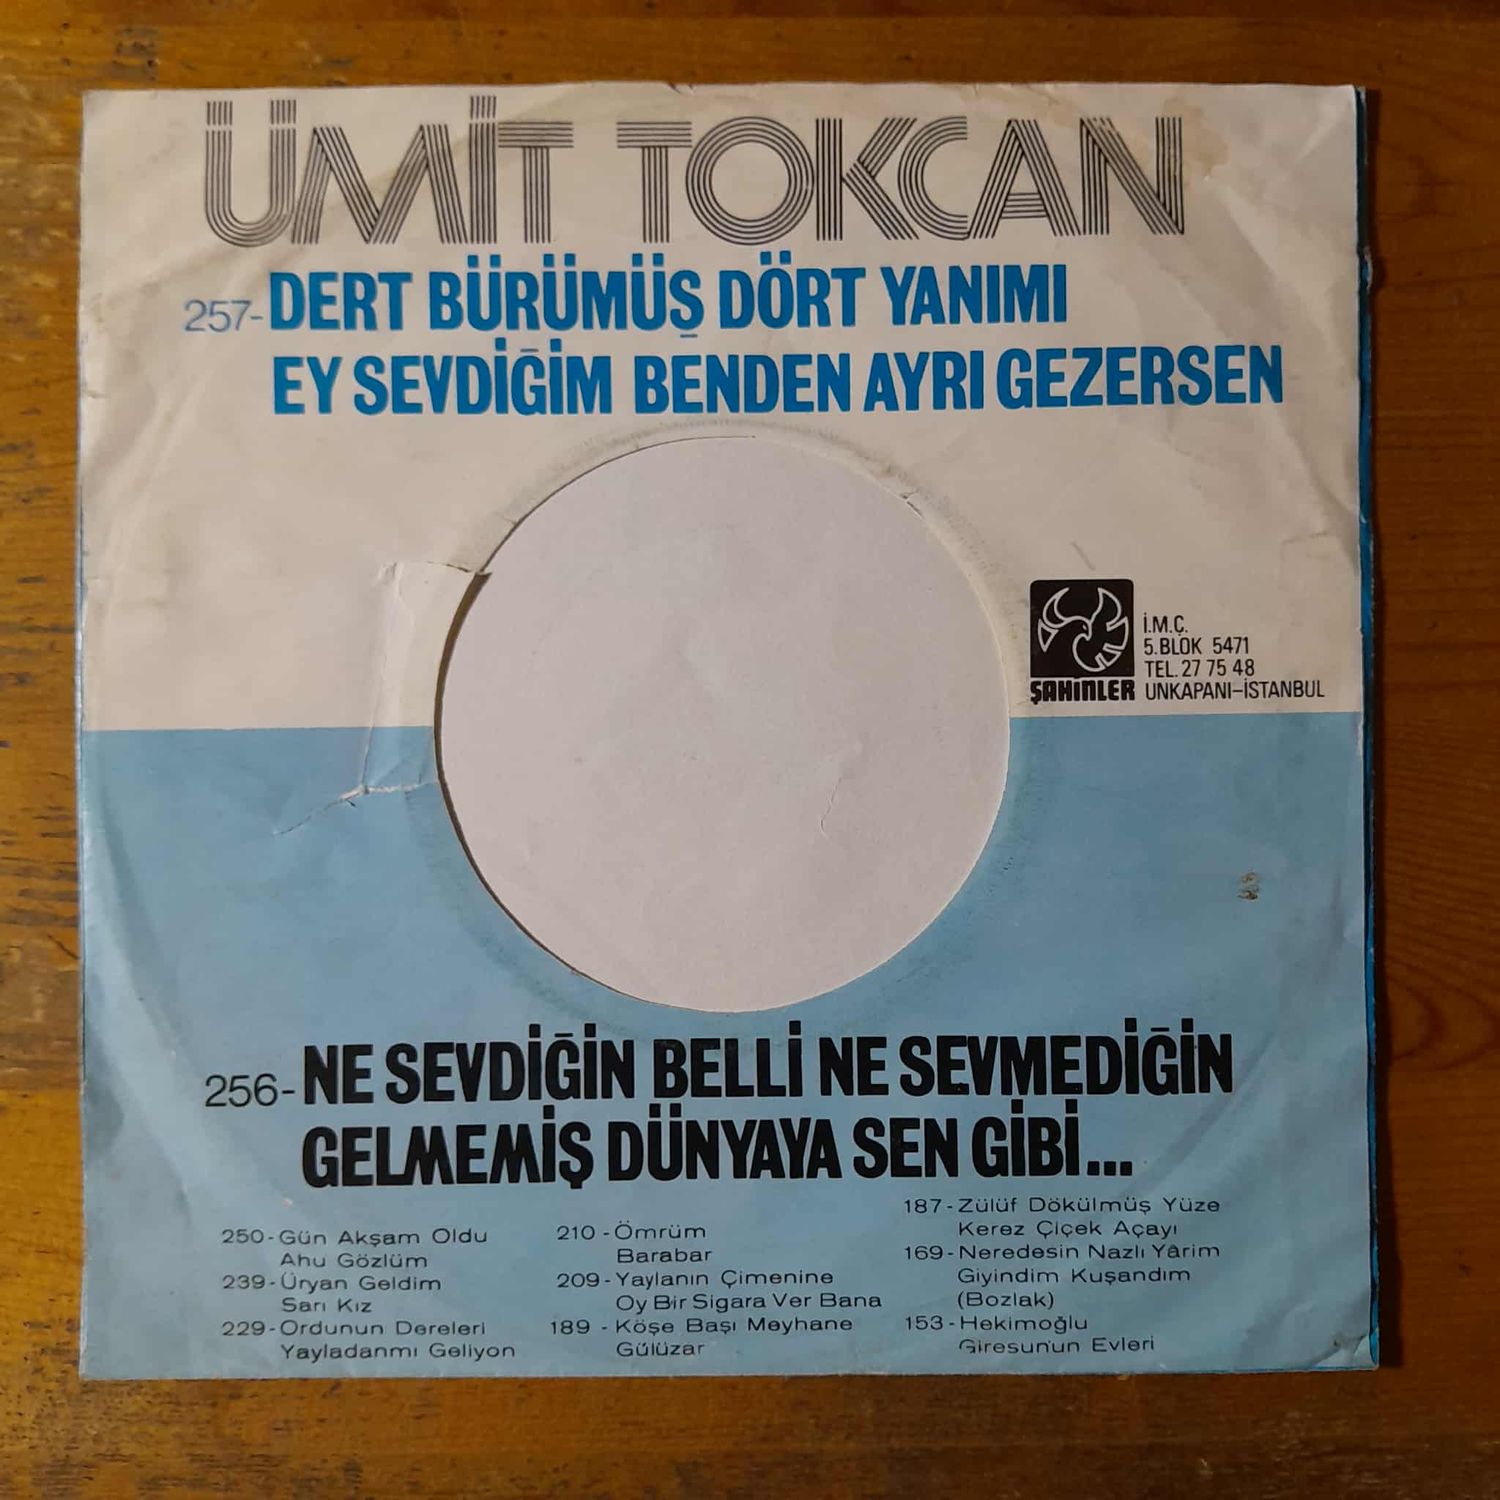 ÜMİT TOKCAN
257-DERT BÜRÜMÜŞ DÖRT YANIMI
EY SEVDİĞİM BENDEN AYRI GEZERSEN
İ.M.Ç.
5.BLOK 5471
TEL.27 75 48
ŞAHİNLER UNKAPANI-İSTANBUL
256-NE SEVDİĞİN BELLİ NE SEVMEDİĞİN
GELMEMİŞ DÜNYAYA SEN GİBİ...
250-Gün Akşam Oldu
Ahu Gözlüm
239-Üryan Geldim
Sarı Kız
229-Ordunun Dereleri
Yayladanmı Geliyon
210-Ömrüm
Barabar
209-Yaylanın Çimenine
Oy Bir Sigara Ver Bana
189 - Köşe Başı Meyhane
Gülüzar
187-Zülüf Dökülmüş Yüze
Kerez Çiçek Açayı
169-Neredesin Nazlı Yârim
Giyindim Kuşandım
(Bozlak)
153-Hekimoğlu
Giresun'un Evleri